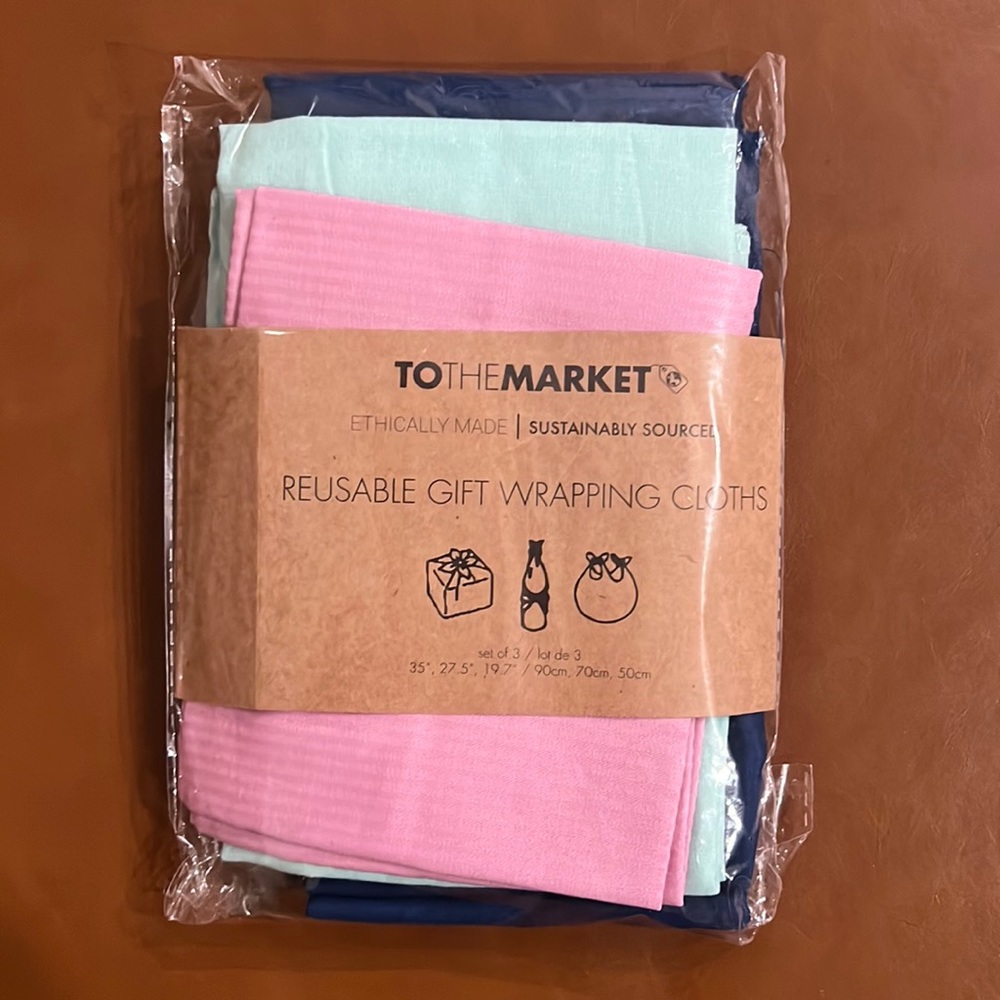 TOTHEMARKET
ETHICALLY MADE | SUSTAINABLY SOURCED
REUSABLE GIFT WRAPPING CLOTHS
set of 3 / lot de 3
35", 27.5", 19.7" / 90cm, 70cm, 50cm